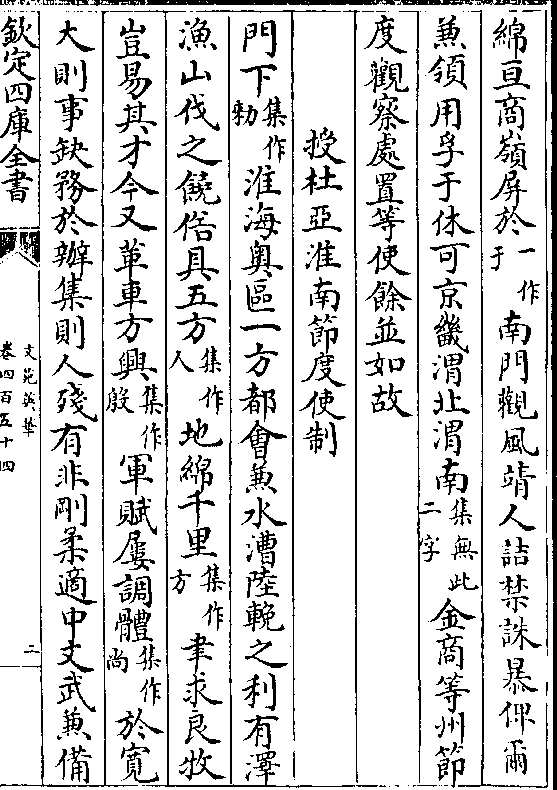 綿亘商嶺屏於一作于南門觀風靖人詰禁誅暴俾爾
兼領用孚于休可京畿渭北渭南集無此二字金商等州節
度觀察處置等使餘並如故
授杜亞淮南節度使制
門下集作勑淮海奥區一方都會兼水漕陸輓之利有澤
漁山伐之饒俗具五方集作人地綿千里集作方聿求良牧
豈易其才今又革車方興集作殷軍賦屢調體集作尚於寛
大則事缺務於辦集則人殘有非剛柔適中文武兼備
欽定四庫全書
文苑英華
卷四百五十四
二